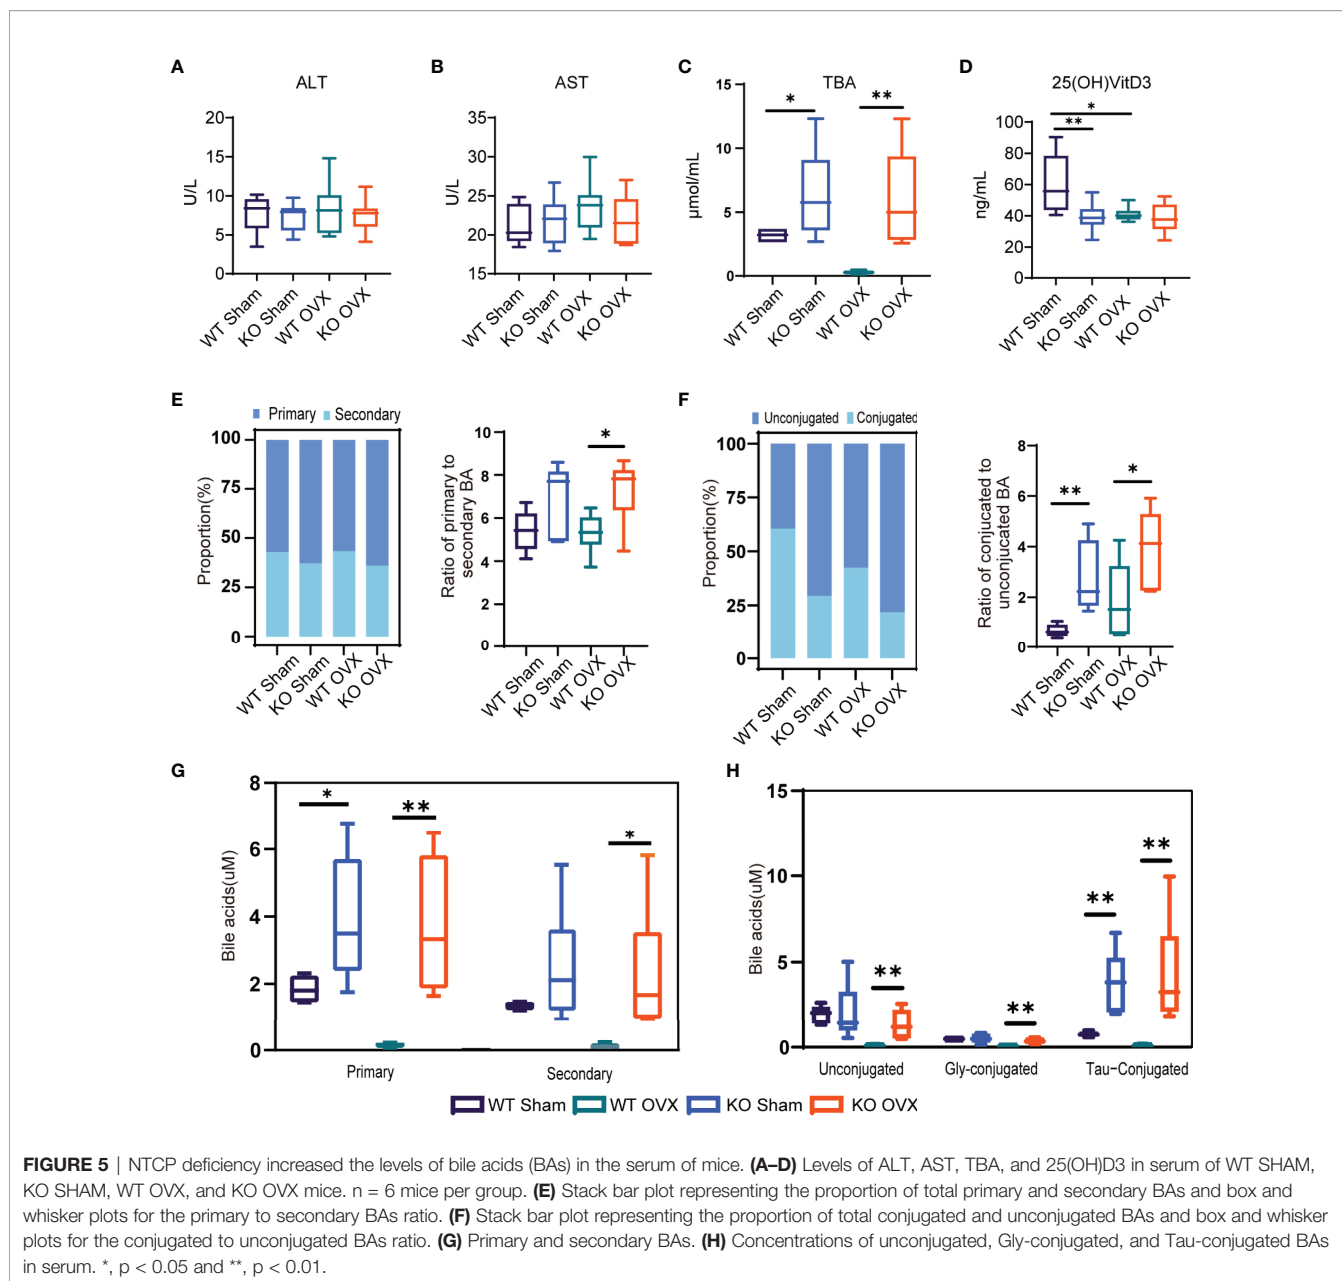 A
B
C
D
ALT
AST
TBA
25(OH)VitD3
20
15
10
5
0
U/L
WT Sham
KO Sham
WT OVX
KO OVX
35
30
25
20
15
U/L
WT Sham
KO Sham
WT OVX
KO OVX
15
10
5
0
µmol/mL
*
**
WT Sham
KO Sham
WT OVX
KO OVX
100
80
60
40
20
0
ng/mL
*
**
WT Sham
KO Sham
WT OVX
KO OVX
E
Primary Secondary
100
75
50
25
0
Proportion(%)
WT Sham
KO Sham
WT OVX
KO OVX
10
8
6
4
2
0
Ratio of primary to
secondary BA
*
WT Sham
KO Sham
WT OVX
KO OVX
F
Unconjugated Conjugated
100
75
50
25
0
Proportion(%)
WT Sham
KO Sham
WT OVX
KO OVX
8
6
4
2
0
Ratio of conjucated to
unconjucated BA
**
*
WT Sham
KO Sham
WT OVX
KO OVX
G
8
6
4
2
0
Bile acids(uM)
*
**
*
Primary
Secondary
H
15
10
5
0
Bile acids(uM)
**
**
**
**
Unconjugated
Gly-conjugated
Tau-Conjugated
WT Sham WT OVX KO Sham KO OVX
FIGURE 5 | NTCP deficiency increased the levels of bile acids (BAs) in the serum of mice. (A–D) Levels of ALT, AST, TBA, and 25(OH)D3 in serum of WT SHAM,
KO SHAM, WT OVX, and KO OVX mice. n = 6 mice per group. (E) Stack bar plot representing the proportion of total primary and secondary BAs and box and
whisker plots for the primary to secondary BAs ratio. (F) Stack bar plot representing the proportion of total conjugated and unconjugated BAs and box and whisker
plots for the conjugated to unconjugated BAs ratio. (G) Primary and secondary BAs. (H) Concentrations of unconjugated, Gly-conjugated, and Tau-conjugated BAs
in serum. *, p < 0.05 and **, p < 0.01.